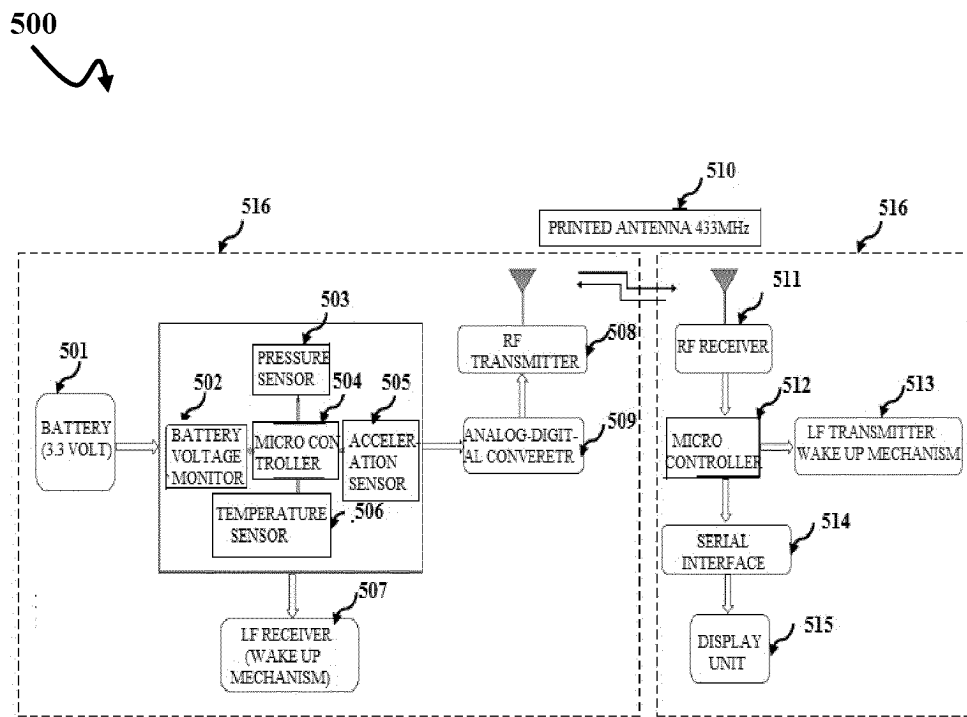 500
510
516
PRINTED ANTENNA 433MHz
516
503
511
501
PRESSURE
SENSOR
508
RF
TRANSMITTER
RF RECEIVER
502
504
505
512
513
BATTERY
(3.3 VOLT)
BATTERY
VOLTAGE
MONITOR
MICRO CON
TROLLER
ACCELER
ATION
SENSOR
ANALOG-DIGIT-
AL CONVERETR
509
MICRO
CONTROLLER
LF TRANSMITTER
WAKE UP MECHANISM
TEMPERATURE
SENSOR
506
514
SERIAL
INTERFACE
507
LF RECEIVER
(WAKE UP
MECHANISM)
515
DISPLAY
UNIT